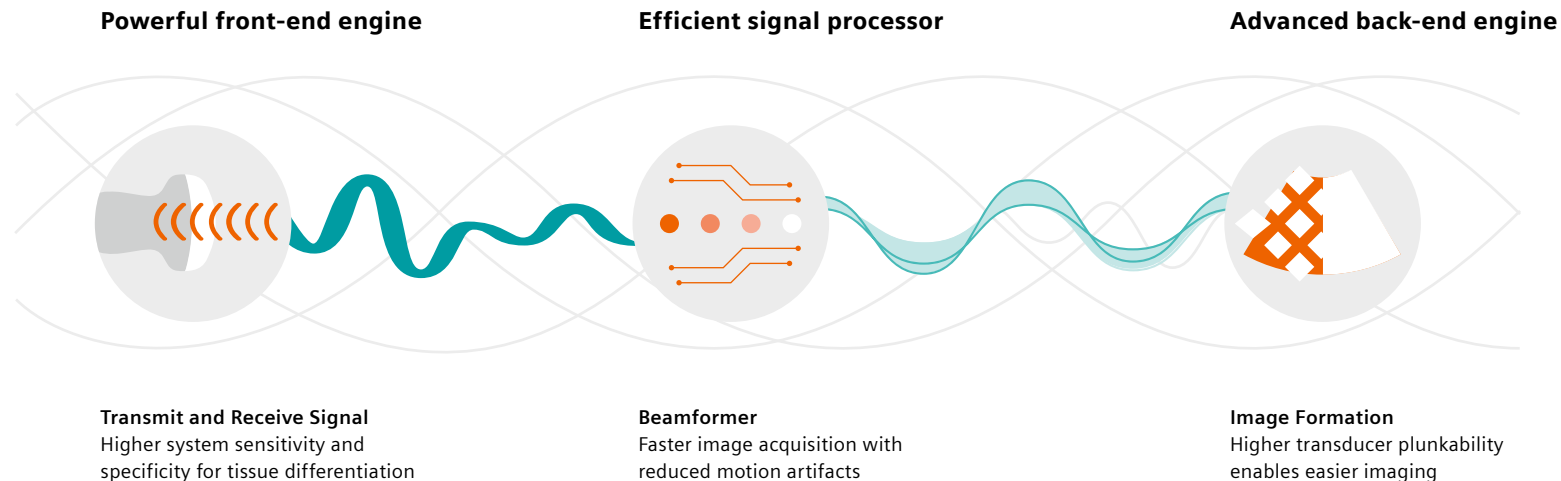 Powerful front-end engine
Efficient signal processor
Advanced back-end engine
Transmit and Receive Signal
Higher system sensitivity and
specificity for tissue differentiation
Beamformer
Faster image acquisition with
reduced motion artifacts
Image Formation
Higher transducer plunkability
enables easier imaging